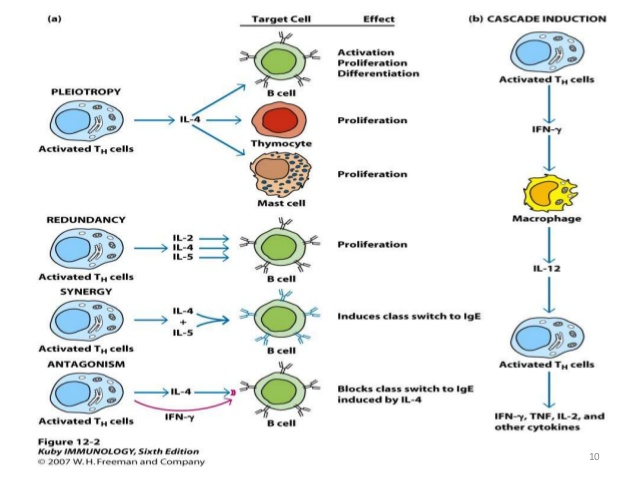 (a)
Target Cell Effect
Activation
Proliferation
Differentiation
B cell
PLEIOTROPY
IL-4
Activated TH cells
Proliferation
Thymocyte
Proliferation
Mast cell
REDUNDANCY
IL-2
IL-4
IL-5
Proliferation
Activated TH cells
B cell
SYNERGY
IL-4
+
IL-5
Induces class switch to IgE
Activated TH cells
B cell
ANTAGONISM
IL-4
IFN-γ
Blocks class switch to IgE
induced by IL-4
Activated TH cells
B cell
Figure 12-2
Kuby IMMUNOLOGY, Sixth Edition
© 2007 W. H. Freeman and Company
(b) CASCADE INDUCTION
Activated TH cells
IFN-γ
Macrophage
IL-12
Activated TH cells
IFN-γ, TNF, IL-2, and
other cytokines
10